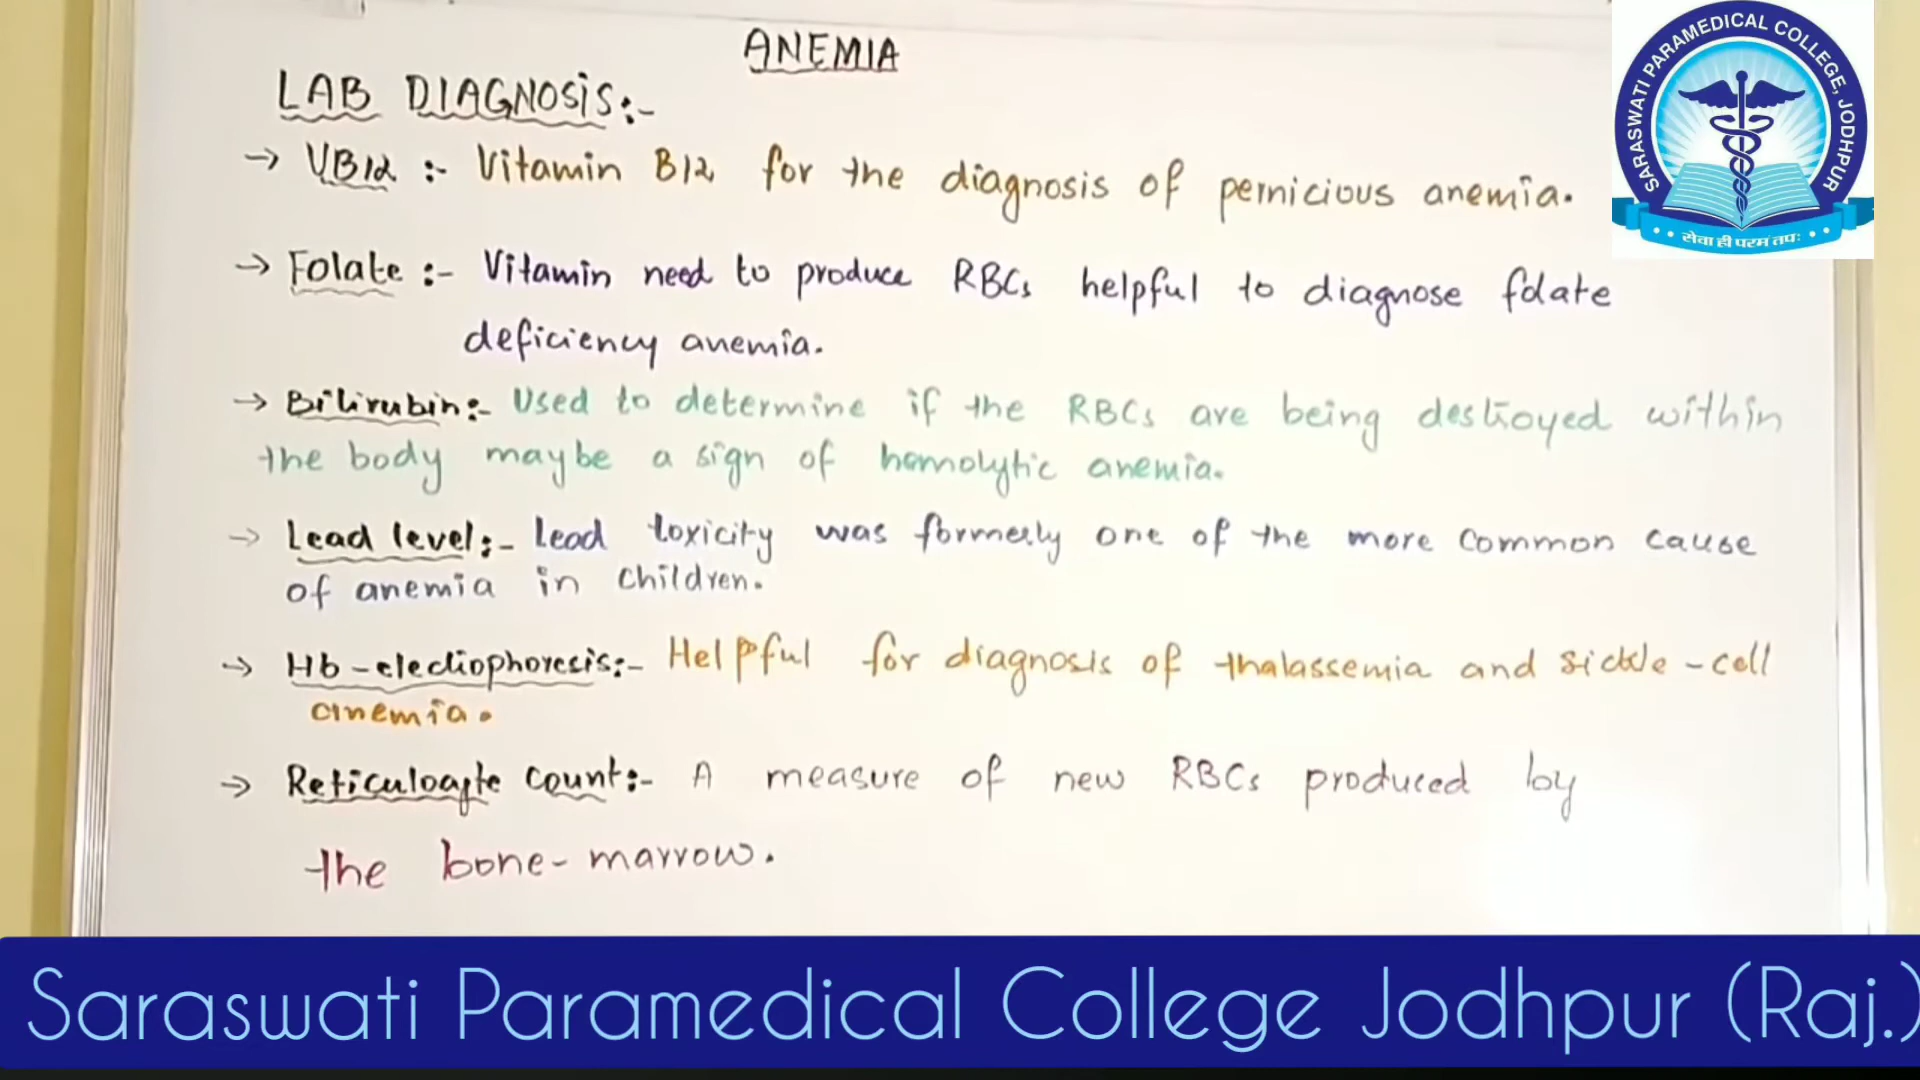 ANEMIA
LAB DIAGNOSIS:-
→ VB12 :- Vitamin B12 for the diagnosis of pernicious anemia.
→ Folate :- Vitamin need to produce RBCs helpful to diagnose folate
deficiency anemia.
→ Bilirubin:- Used to determine if the RBCs are being destroyed within
the body maybe a sign of hemolytic anemia.
→ Lead level:- Lead toxicity was formerly one of the more common cause
of anemia in children.
→ Hb-electrophoresis:- Helpful for diagnosis of thalassemia and sickle-cell
anemia.
→ Reticulocyte count:- A measure of new RBCs produced by
the bone-marrow.
SARASWATI PARAMEDICAL COLLEGE, JODHPUR
सेवा ही परम तपः
Saraswati Paramedical College Jodhpur (Raj.)